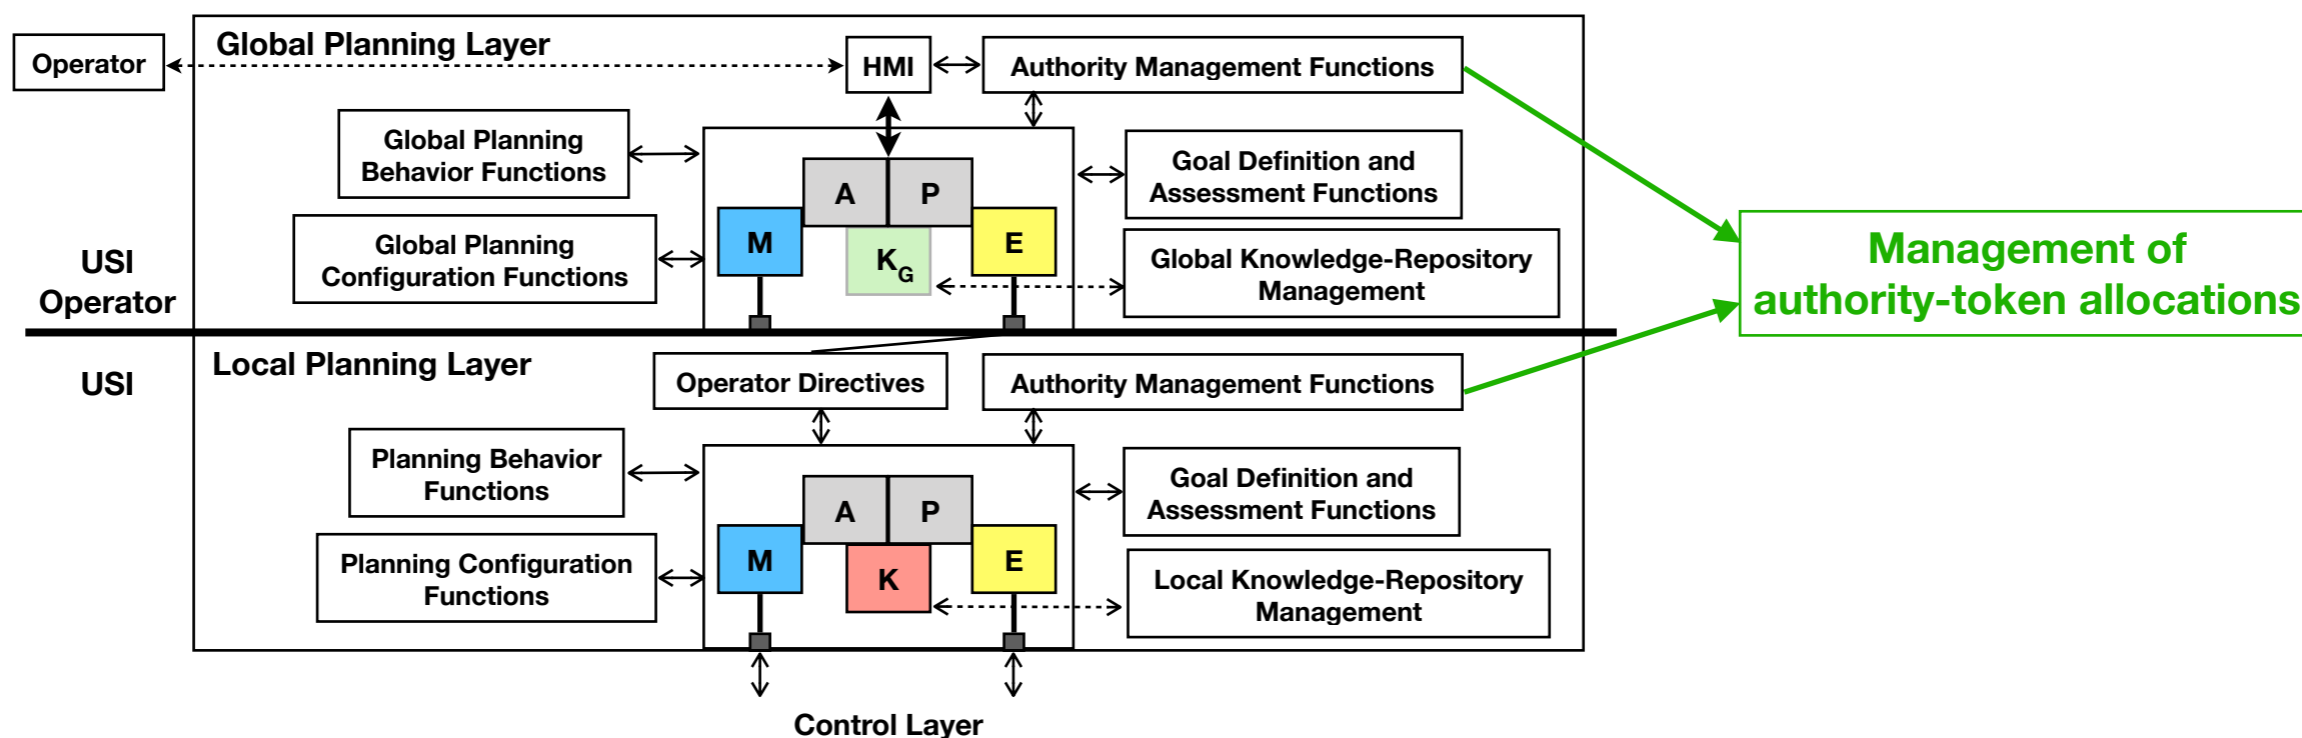 Global Planning Layer
Operator
HMI
Authority Management Functions
Global Planning
Behavior Functions
Goal Definition and
Assessment Functions
A
P
M
E
K_G
Global Planning
Configuration Functions
Global Knowledge-Repository
Management
USI
Operator
Management of
authority-token allocations
Local Planning Layer
USI
Operator Directives
Authority Management Functions
Planning Behavior
Functions
Goal Definition and
Assessment Functions
A
P
M
E
K
Planning Configuration
Functions
Local Knowledge-Repository
Management
Control Layer